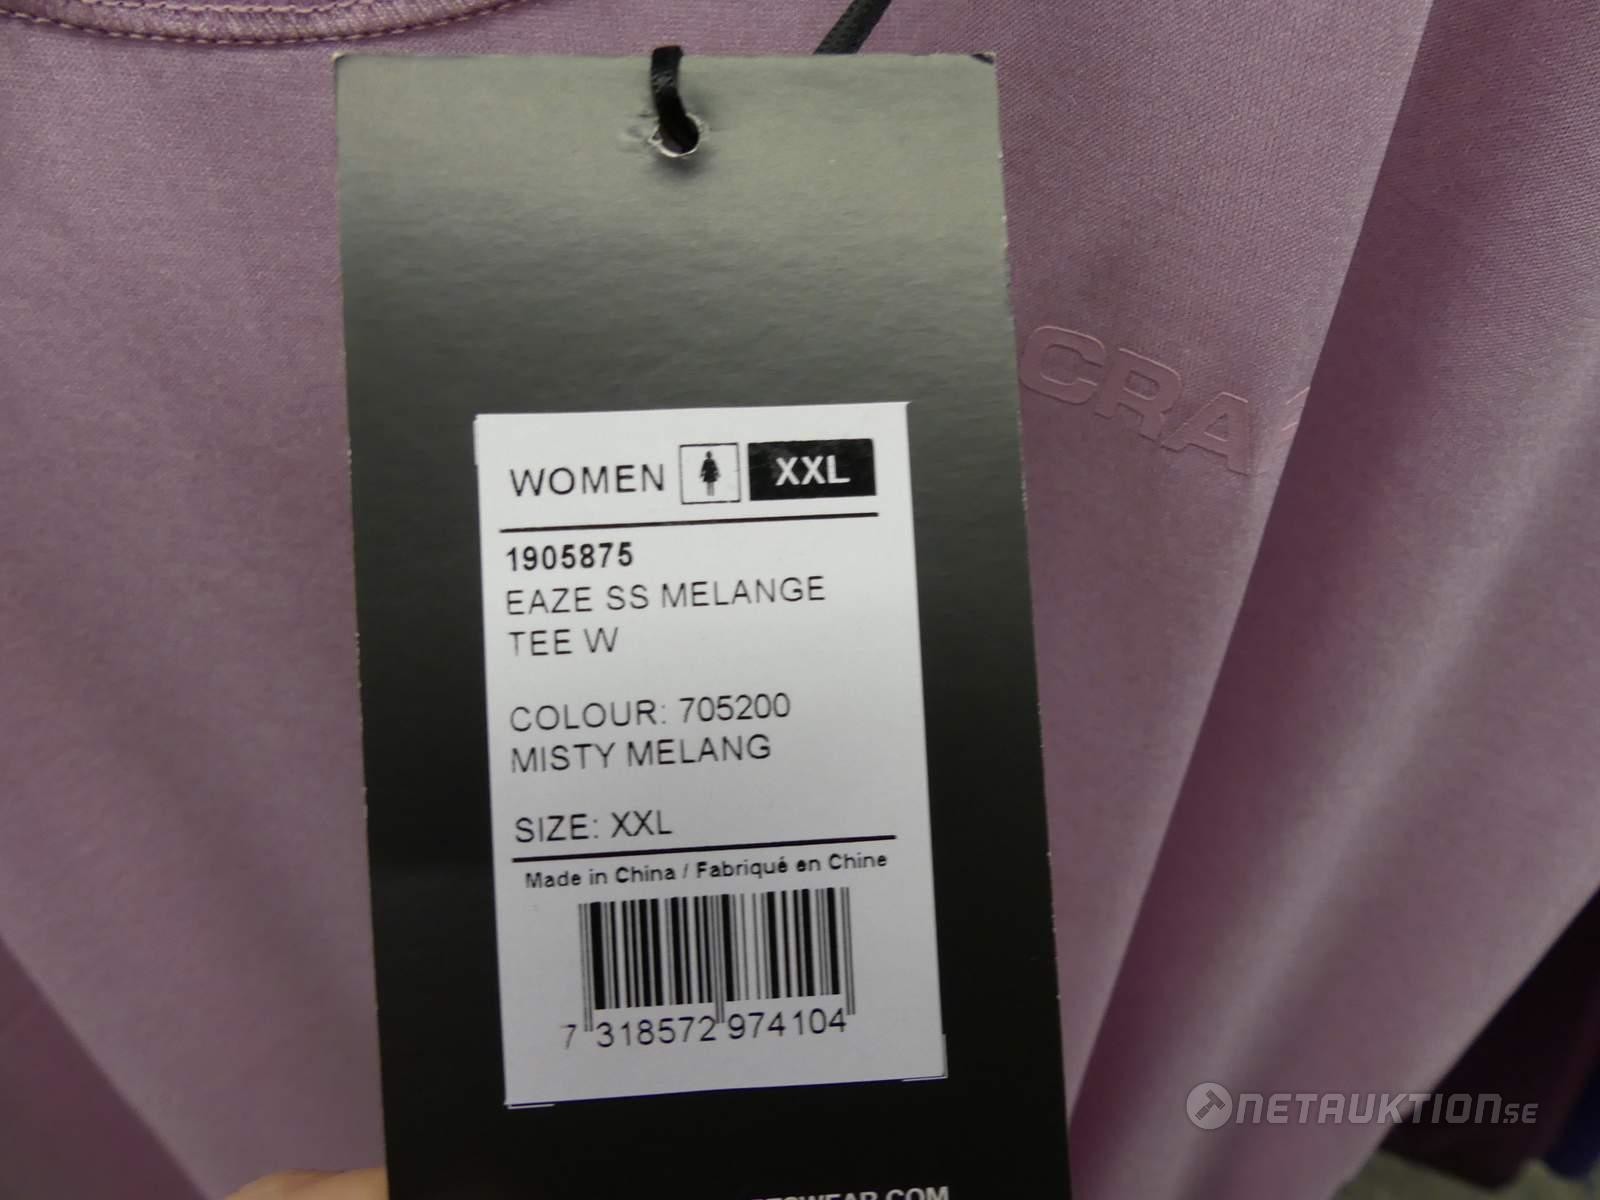 CRA
WOMEN XXL
1905875
EAZE SS MELANGE
TEE W
COLOUR: 705200
MISTY MELANG
SIZE: XXL
Made in China / Fabriqué en Chine
7 318572 974104
NETAUKTION.SE